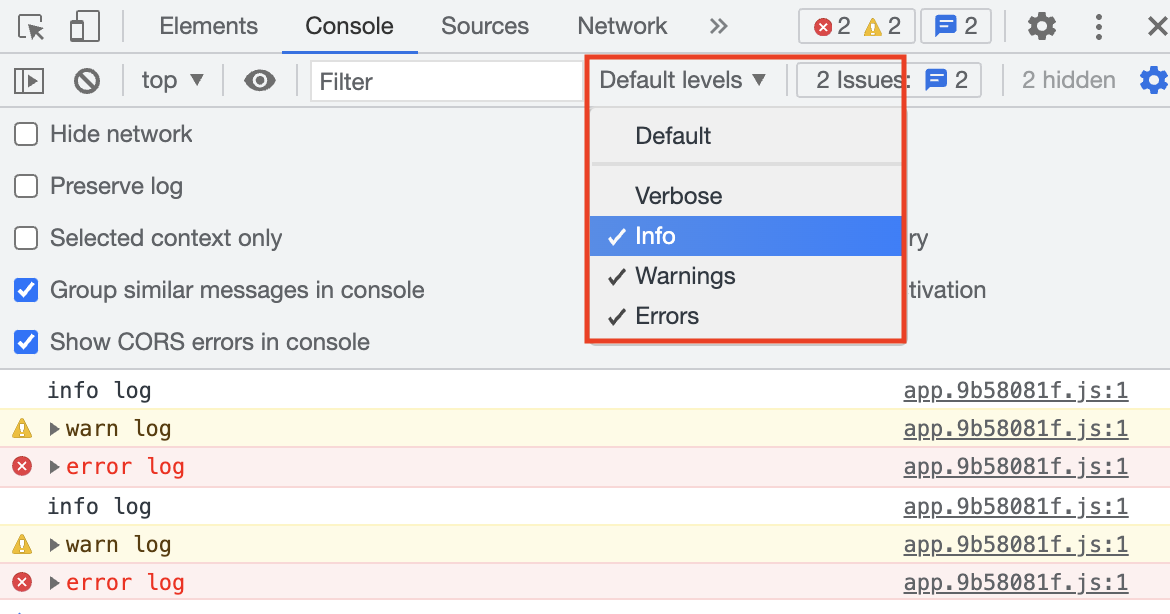 Elements Console Sources Network 2 2 2
top Filter Default levels 2 Issues: 2 2 hidden
Default
Verbose
Info
Warnings
Errors
Hide network
Preserve log
Selected context only ry
Group similar messages in console tivation
Show CORS errors in console
info log app.9b58081f.js:1
warn log app.9b58081f.js:1
error log app.9b58081f.js:1
info log app.9b58081f.js:1
warn log app.9b58081f.js:1
error log app.9b58081f.js:1